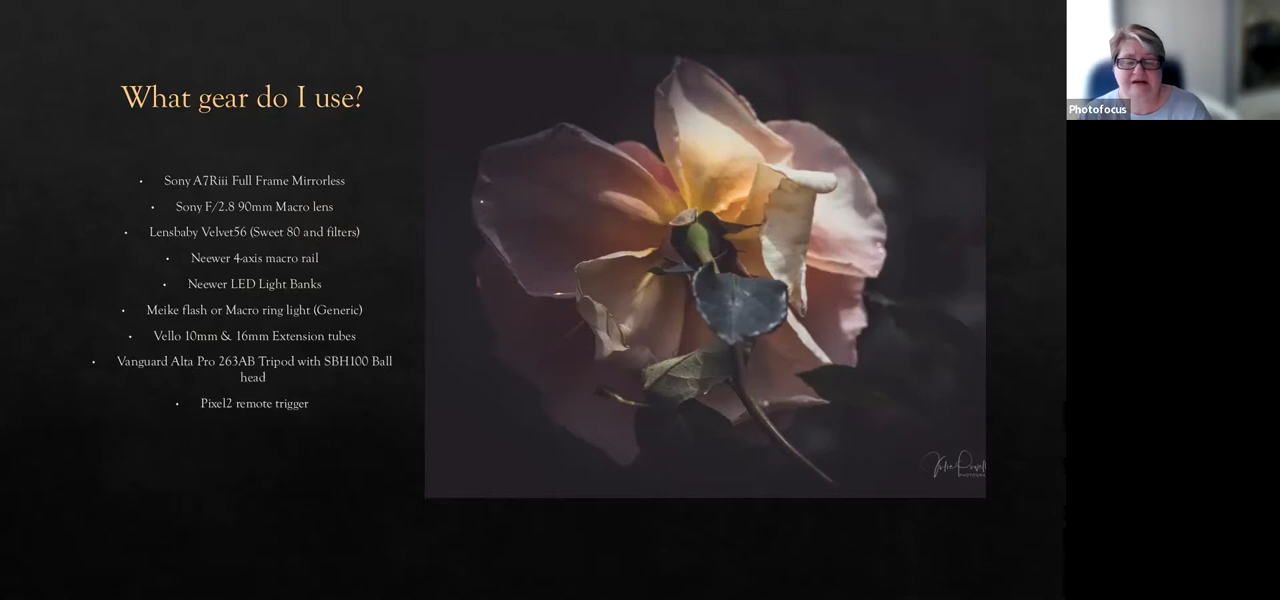 What gear do I use?
• Sony A7Riii Full Frame Mirrorless
• Sony F/2.8 90mm Macro lens
• Lensbaby Velvet56 (Sweet 80 and filters)
• Neewer 4-axis macro rail
• Neewer LED Light Banks
• Meike flash or Macro ring light (Generic)
• Vello 10mm & 16mm Extension tubes
• Vanguard Alta Pro 263AB Tripod with SBH100 Ball
head
• Pixel2 remote trigger
Photofocus